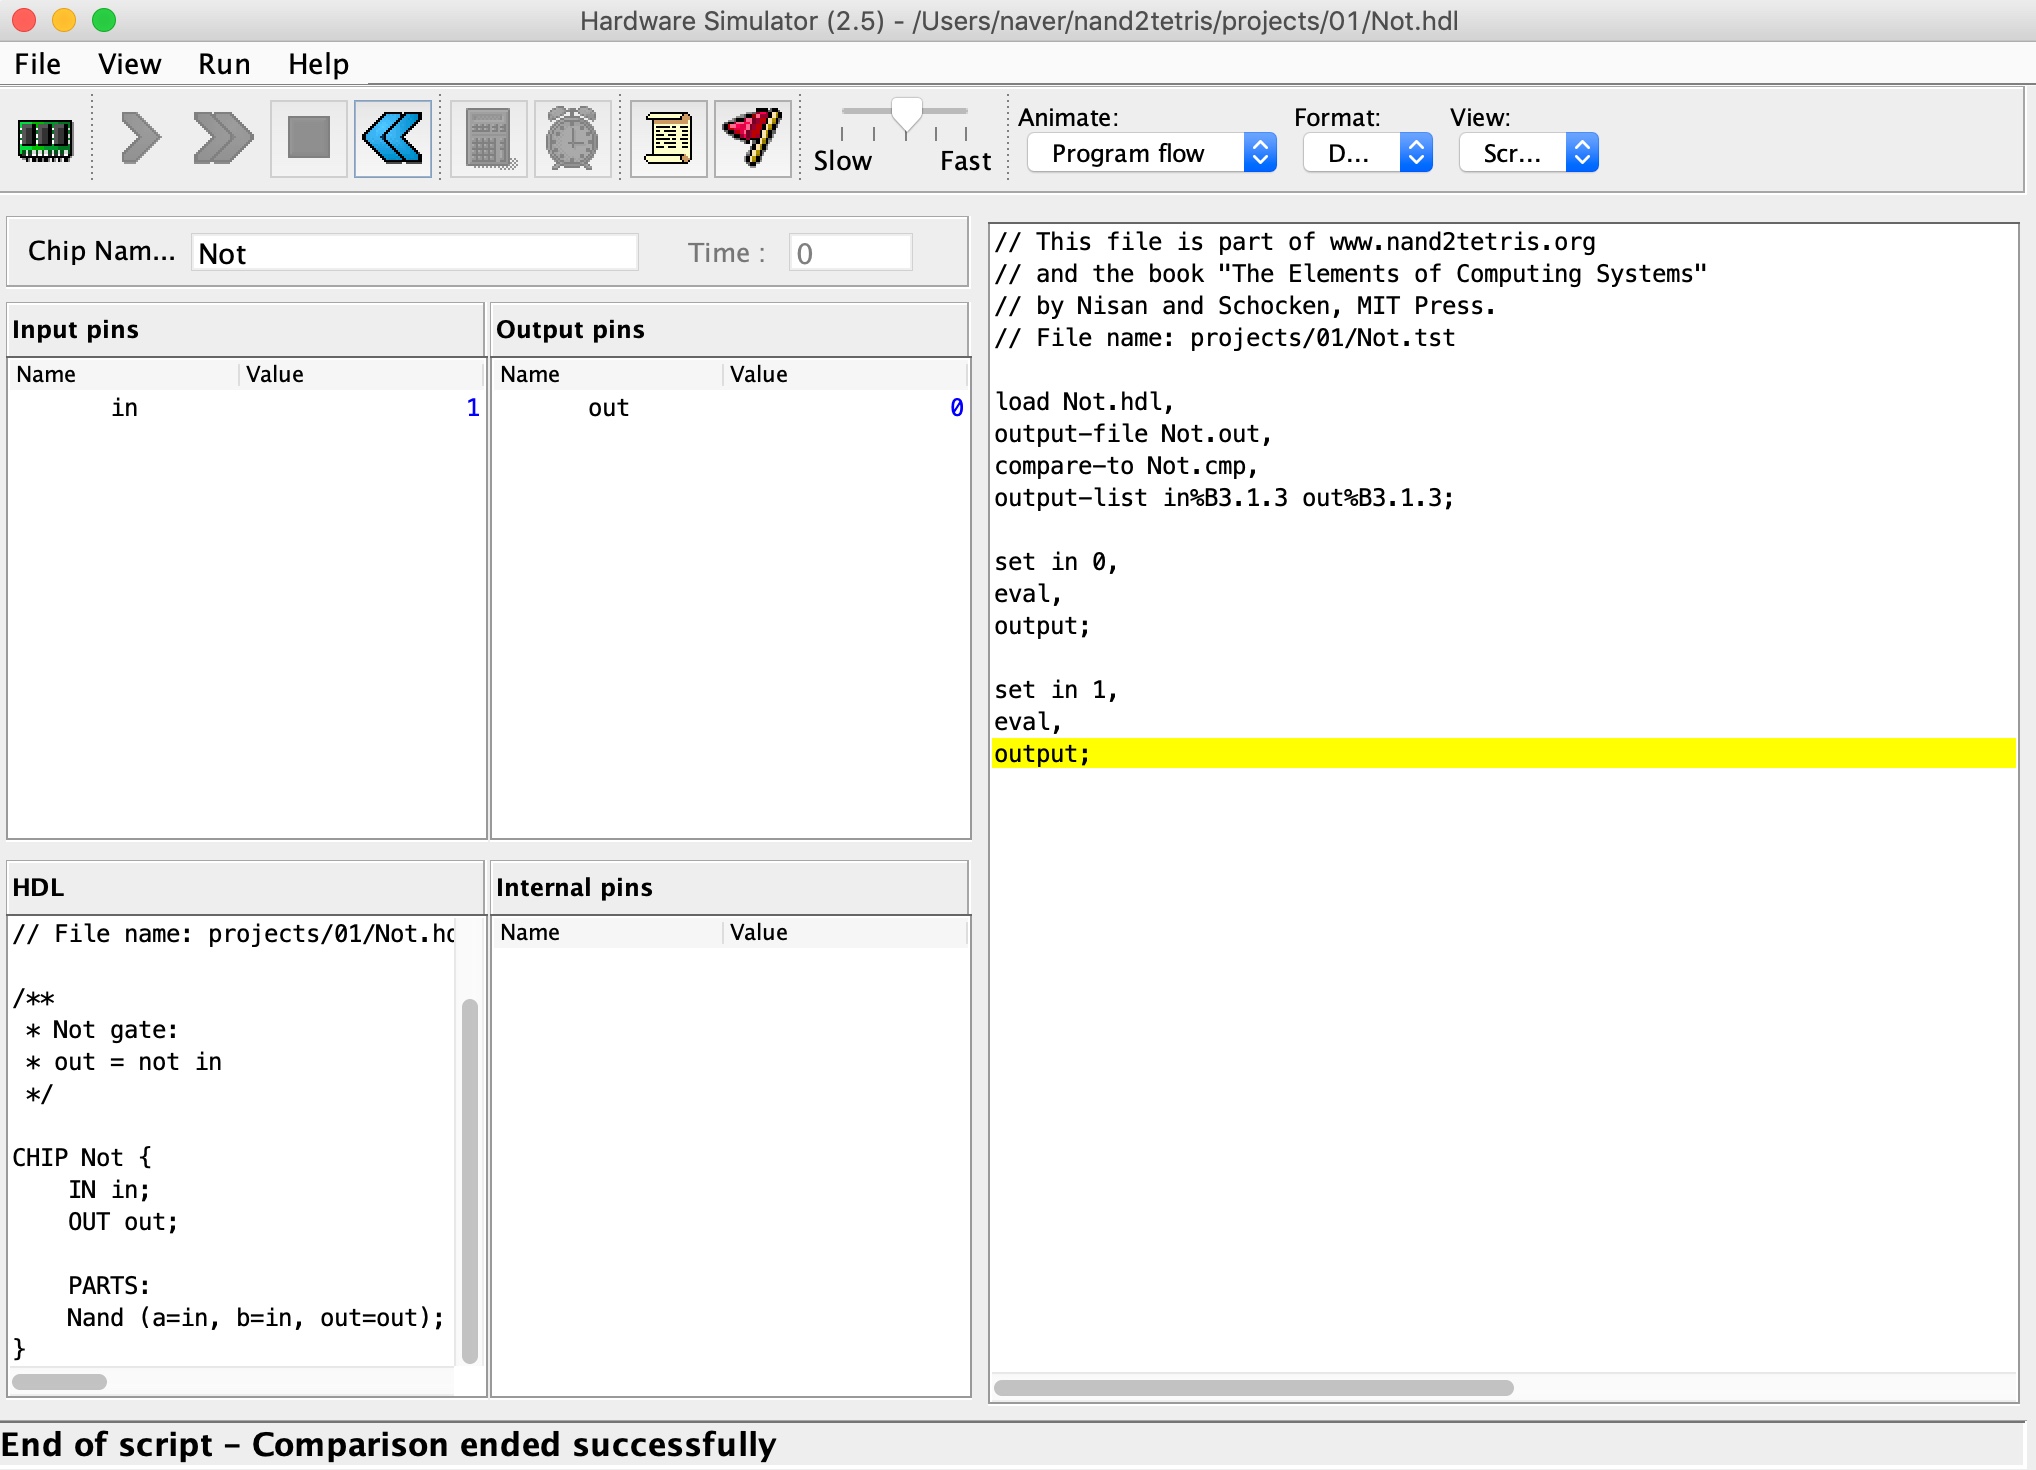 Hardware Simulator (2.5) - /Users/naver/nand2tetris/projects/01/Not.hdl
File View Run Help
Slow Fast
Animate: Format: View:
Program flow D... Scr...
Chip Nam... Not Time : 0
Input pins
Name Value
in 1
Output pins
Name Value
out 0
HDL
// File name: projects/01/Not.hd

/**
 * Not gate:
 * out = not in
 */

CHIP Not {
    IN in;
    OUT out;

    PARTS:
    Nand (a=in, b=in, out=out);
}
Internal pins
Name Value
// This file is part of www.nand2tetris.org
// and the book "The Elements of Computing Systems"
// by Nisan and Schocken, MIT Press.
// File name: projects/01/Not.tst

load Not.hdl,
output-file Not.out,
compare-to Not.cmp,
output-list in%B3.1.3 out%B3.1.3;

set in 0,
eval,
output;

set in 1,
eval,
output;
End of script - Comparison ended successfully